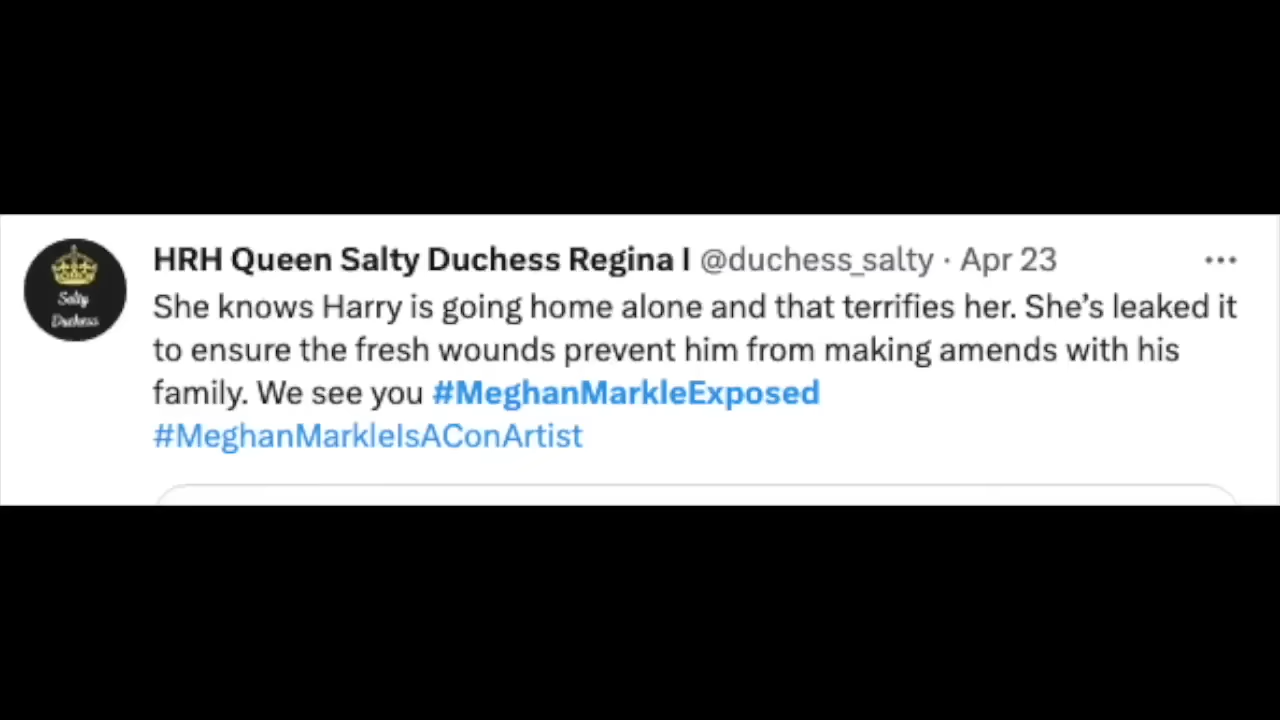 Salty
Duchess
HRH Queen Salty Duchess Regina I @duchess_salty · Apr 23
She knows Harry is going home alone and that terrifies her. She’s leaked it
to ensure the fresh wounds prevent him from making amends with his
family. We see you #MeghanMarkleExposed
#MeghanMarkleIsAConArtist